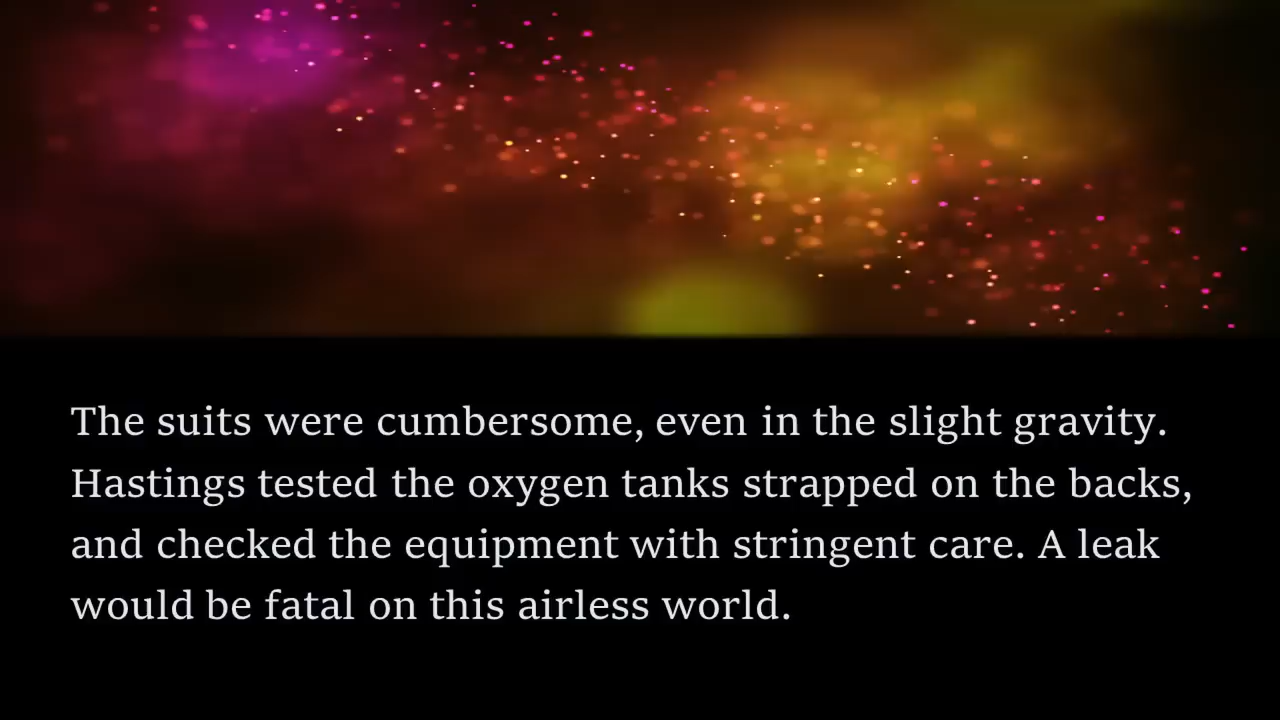 The suits were cumbersome, even in the slight gravity.
Hastings tested the oxygen tanks strapped on the backs,
and checked the equipment with stringent care. A leak
would be fatal on this airless world.